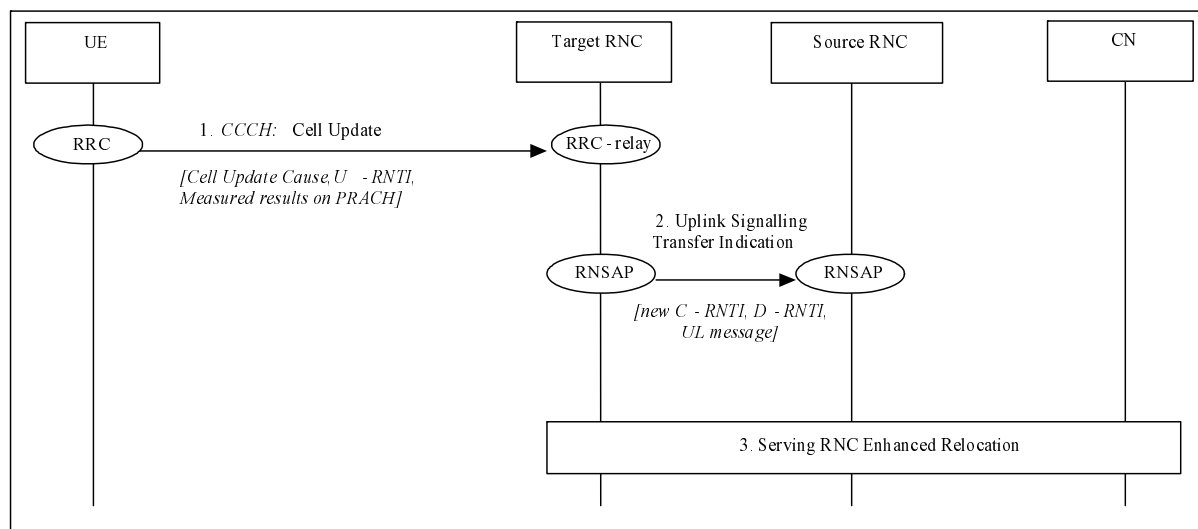 UE
Target RNC
Source RNC
CN
RRC
1. CCCH: Cell Update
RRC - relay
[Cell Update Cause, U - RNTI,
Measured results on PRACH]
2. Uplink Signalling
Transfer Indication
RNSAP
RNSAP
[new C - RNTI, D - RNTI,
UL message]
3. Serving RNC Enhanced Relocation